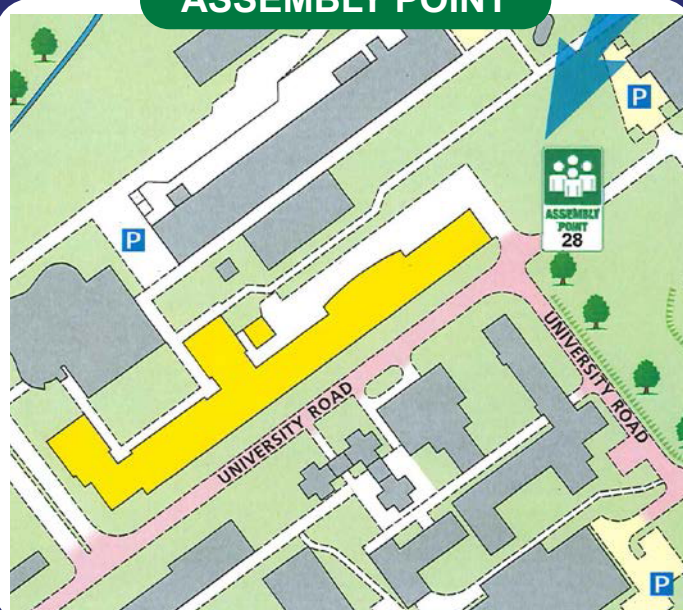 ASSEMBLY POINT
P
ASSEMBLY
POINT
28
P
UNIVERSITY ROAD
UNIVERSITY ROAD
P